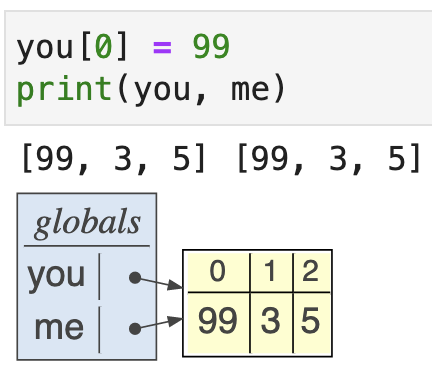 you[0] = 99
print(you, me)
[99, 3, 5] [99, 3, 5]
globals
you
me
0 1 2
99 3 5